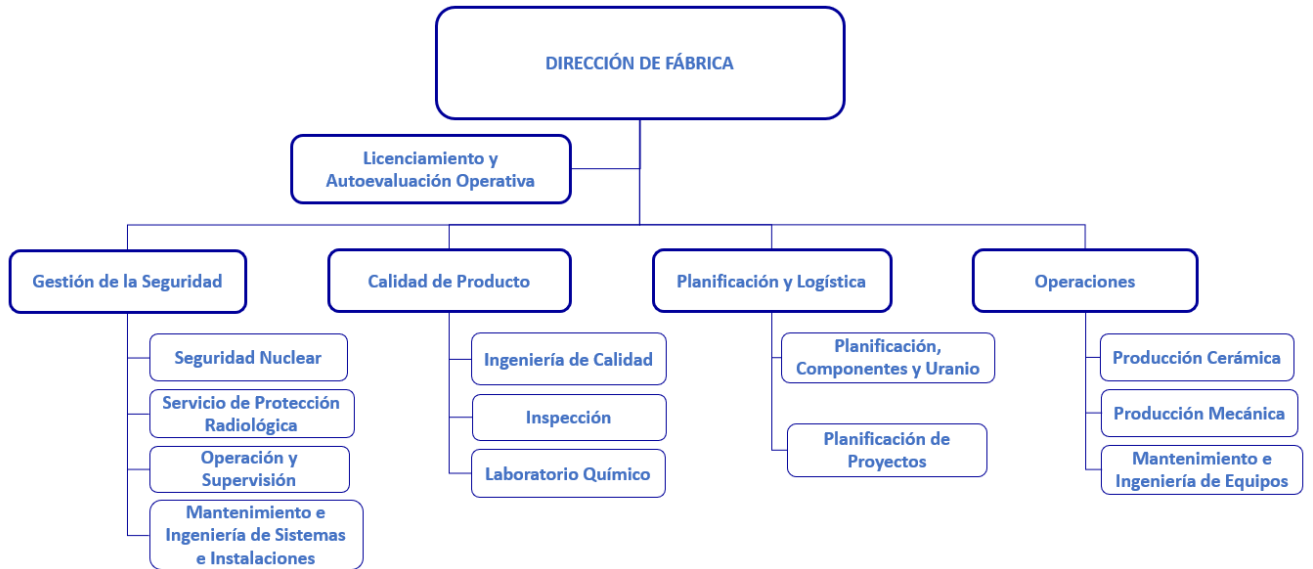 DIRECCIÓN DE FÁBRICA
Licenciamiento y
Autoevaluación Operativa
Gestión de la Seguridad
Calidad de Producto
Planificación y Logística
Operaciones
Seguridad Nuclear
Servicio de Protección
Radiológica
Operación y
Supervisión
Mantenimiento e
Ingeniería de Sistemas
e Instalaciones
Ingeniería de Calidad
Inspección
Laboratorio Químico
Planificación,
Componentes y Uranio
Planificación de
Proyectos
Producción Cerámica
Producción Mecánica
Mantenimiento e
Ingeniería de Equipos